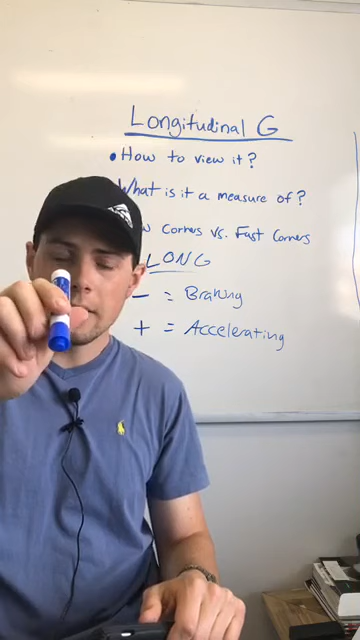 Longitudinal G
• How to view it?
What is it a measure of?
Corners vs. Fast Corners
LONG
- = Braking
+ = Accelerating